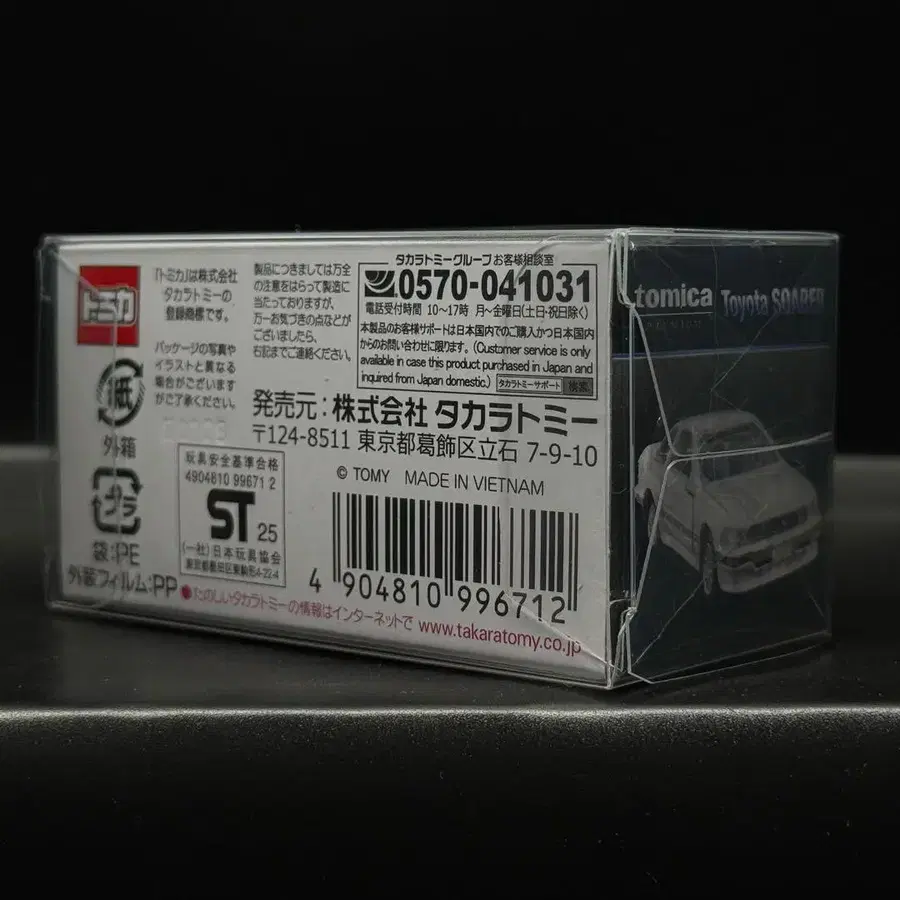 トミカ
「トミカ」は株式会社
タカラトミーの
登録商標です。
パッケージの写真や
イラストと異なる
場合がございます
がご了承ください。
製品につきましては万全
の注意をはらって製造に
当たっておりますが、
万一お気づきの点などが
ございましたら、
右記までご連絡ください。
タカラトミーグループお客様相談室
0570-041031
電話受付時間 10〜17時 月〜金曜日(土日・祝日除く)
本製品のお客様サポートは日本国内でのご購入かつ日本国内
からのお問い合わせに限ります。(Customer service is only
available in case this product purchased in Japan and
inquired from Japan domestic.)
タカラトミーサポート 検索
発売元:株式会社 タカラトミー
〒124-8511 東京都葛飾区立石 7-9-10
© TOMY MADE IN VIETNAM
紙
外箱
プラ
袋:PE
外装フィルム:PP
玩具安全基準合格
4904810 99671 2
ST 25
(一社)日本玩具協会
東京都墨田区東駒形4-22-4
4 904810 996712
●たのしいタカラトミーの情報はインターネットで www.takaratomy.co.jp
tomica Toyota SOARER
PREMIUM